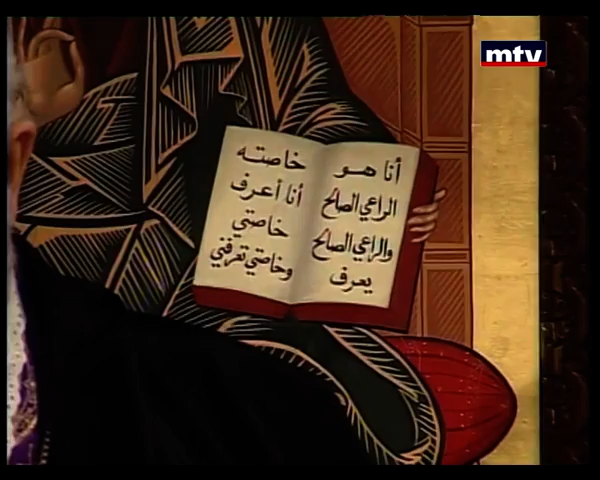 mtv
أنا هو
الراعي الصالح
والراعي الصالح
يعرف
خاصته
أنا أعرف
خاصتي
وخاصتي تعرفني